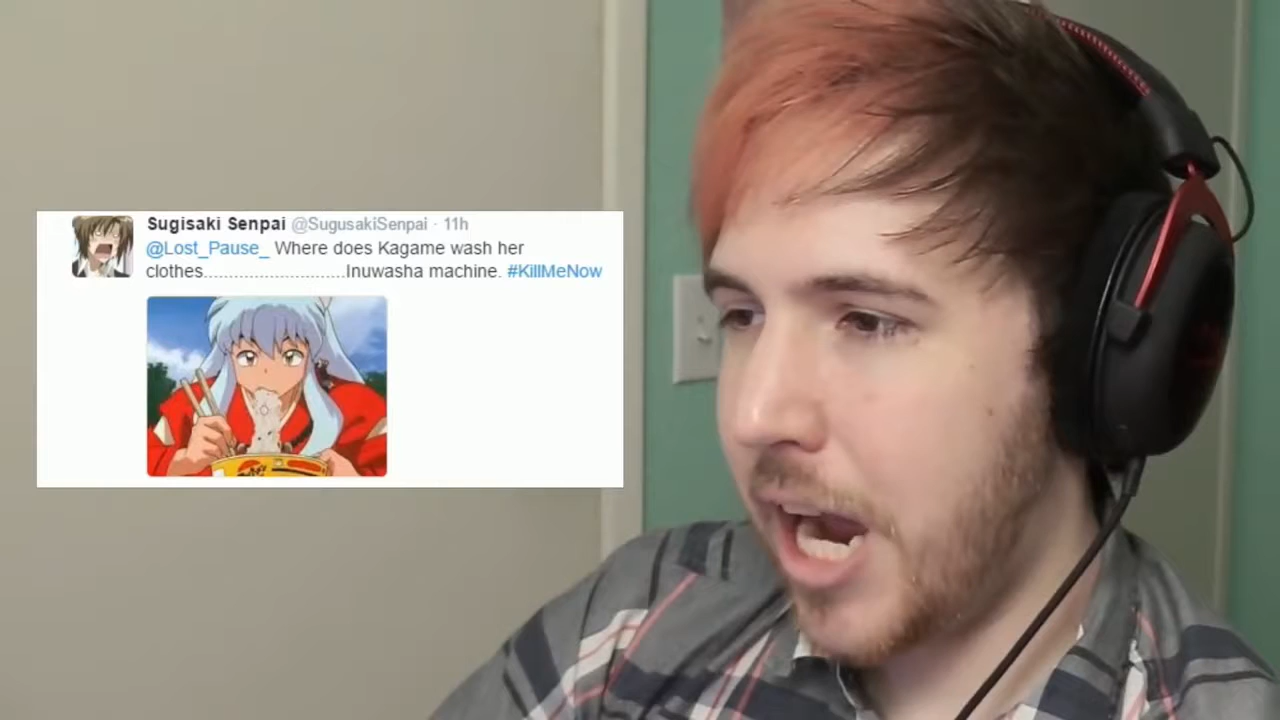 Sugisaki Senpai @SugusakiSenpai · 11h
@Lost_Pause_ Where does Kagame wash her
clothes..........................Inuwasha machine. #KillMeNow